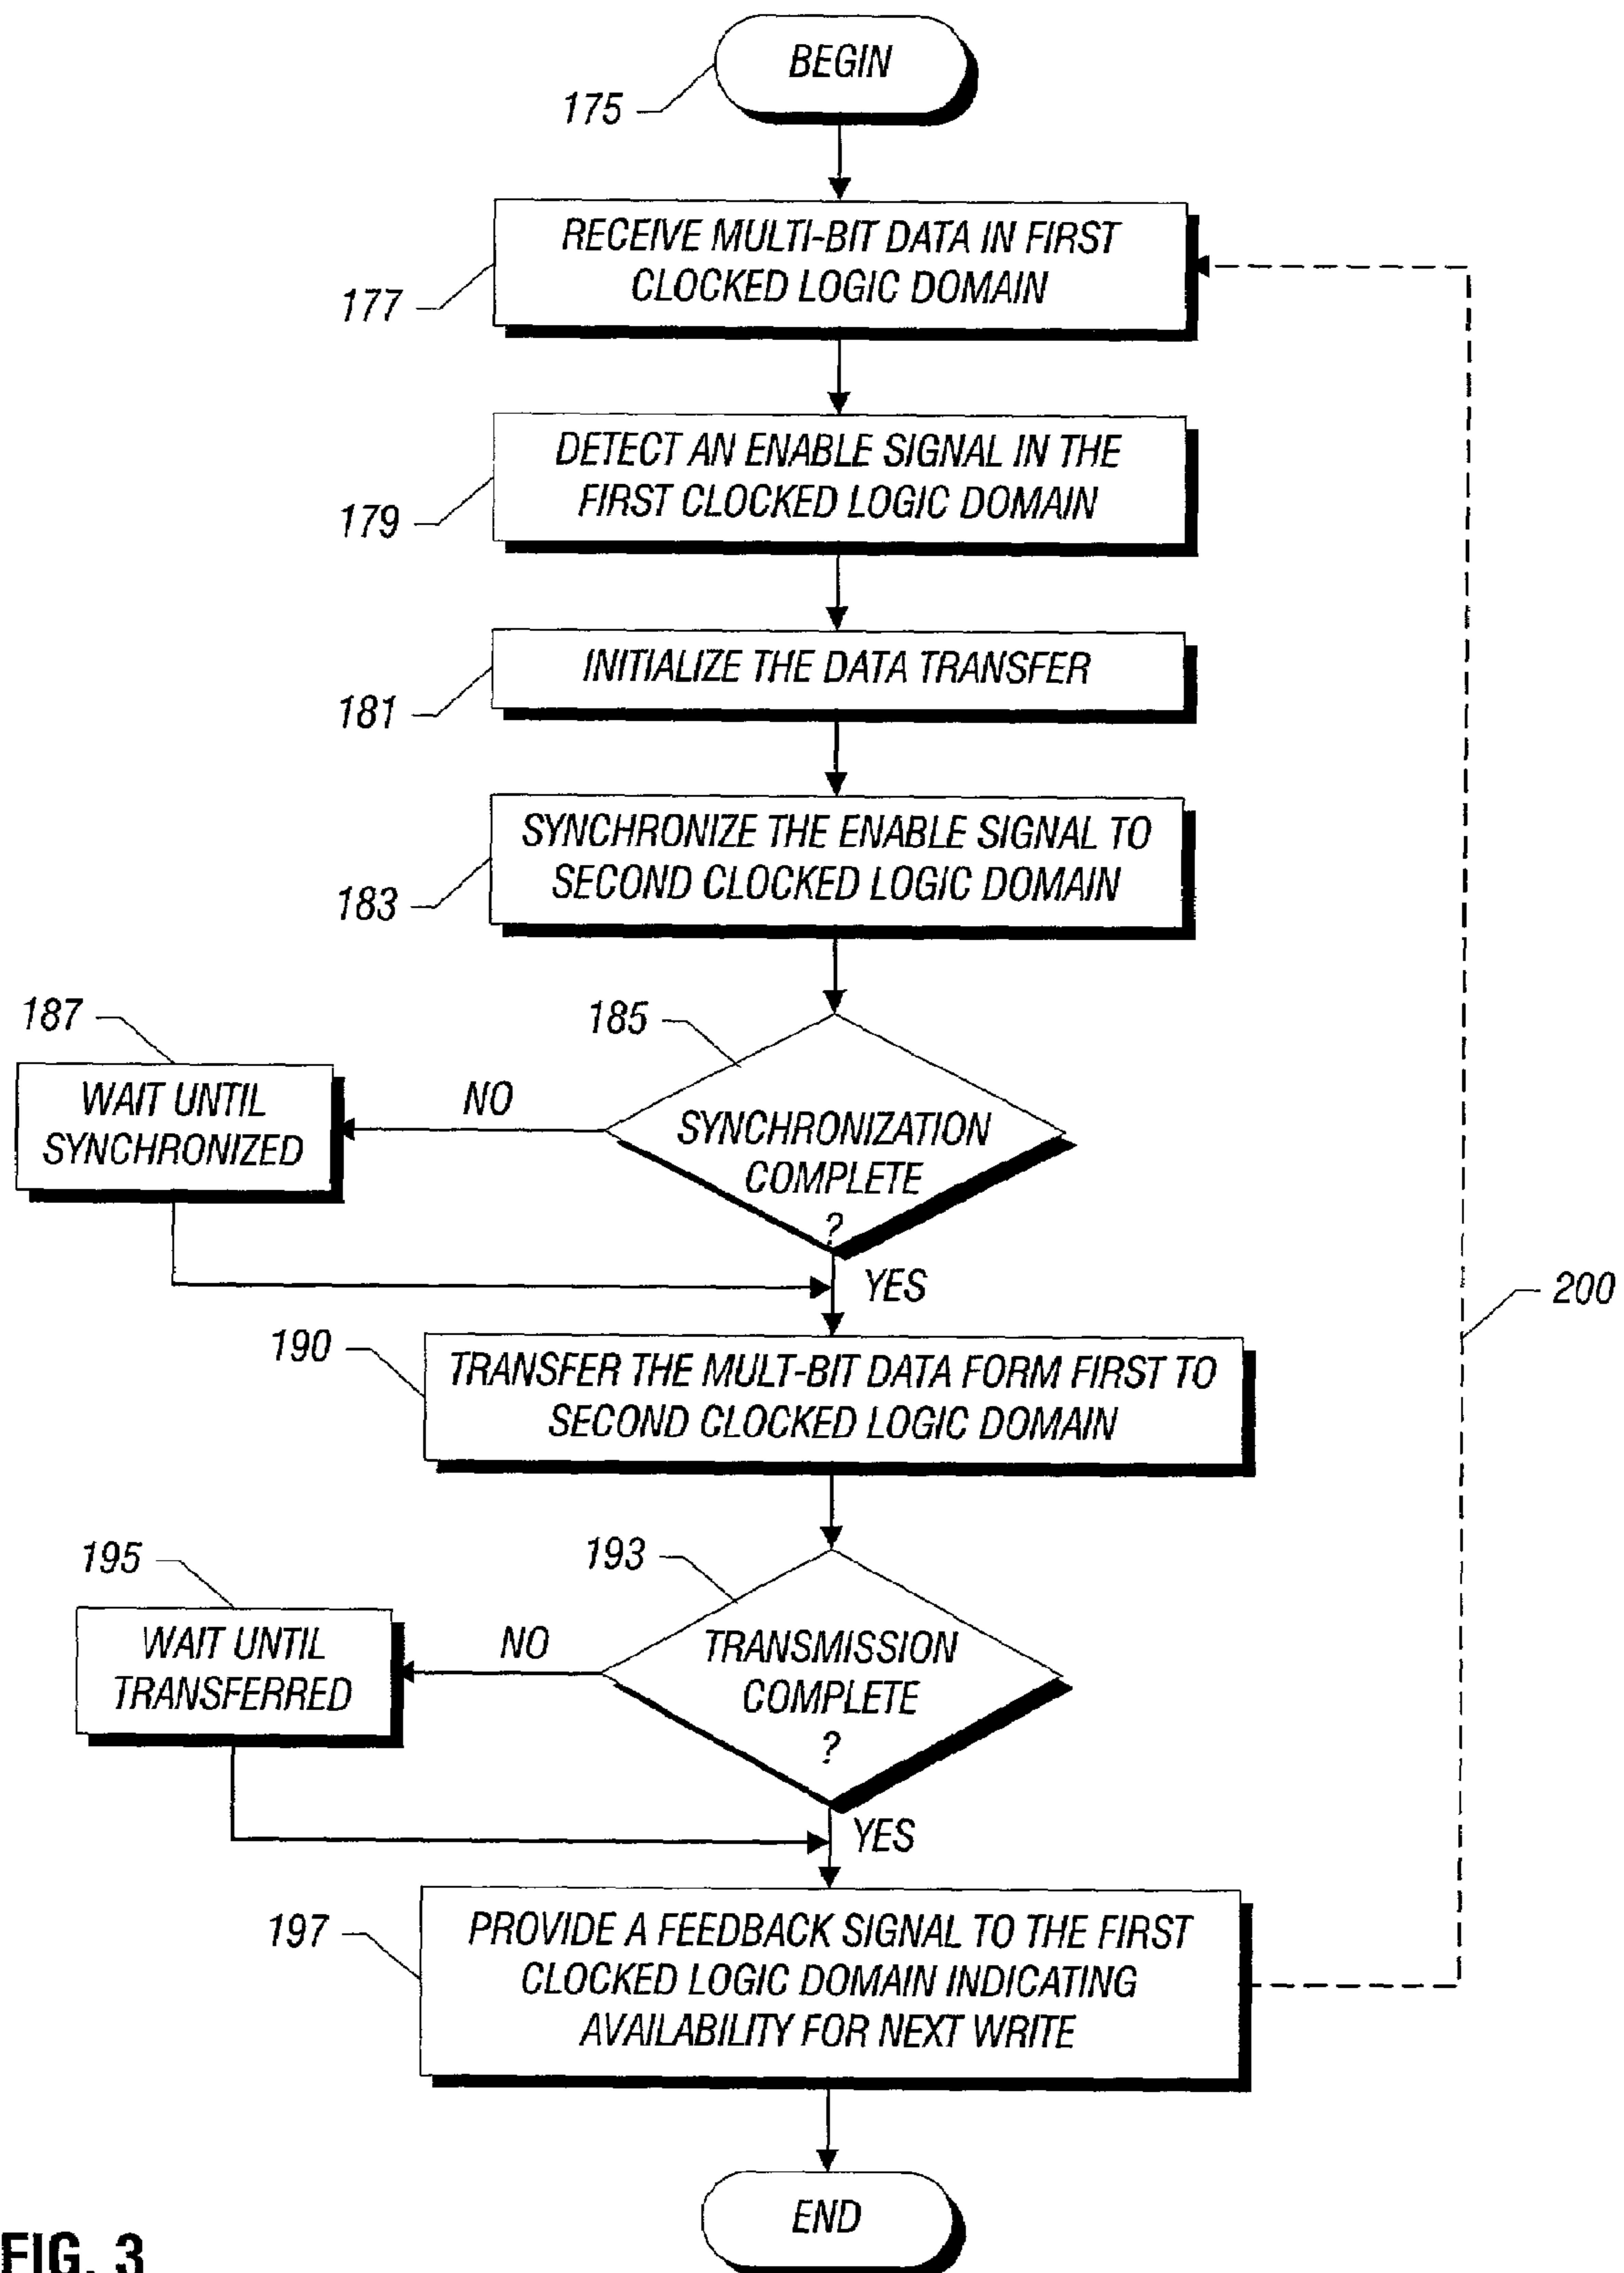 BEGIN
175
RECEIVE MULTI-BIT DATA IN FIRST
CLOCKED LOGIC DOMAIN
177
DETECT AN ENABLE SIGNAL IN THE
FIRST CLOCKED LOGIC DOMAIN
179
INITIALIZE THE DATA TRANSFER
181
SYNCHRONIZE THE ENABLE SIGNAL TO
SECOND CLOCKED LOGIC DOMAIN
183
187
185
WAIT UNTIL
SYNCHRONIZED
NO
SYNCHRONIZATION
COMPLETE
?
YES
200
190
TRANSFER THE MULT-BIT DATA FORM FIRST TO
SECOND CLOCKED LOGIC DOMAIN
195
193
WAIT UNTIL
TRANSFERRED
NO
TRANSMISSION
COMPLETE
?
YES
197
PROVIDE A FEEDBACK SIGNAL TO THE FIRST
CLOCKED LOGIC DOMAIN INDICATING
AVAILABILITY FOR NEXT WRITE
END
FIG. 3